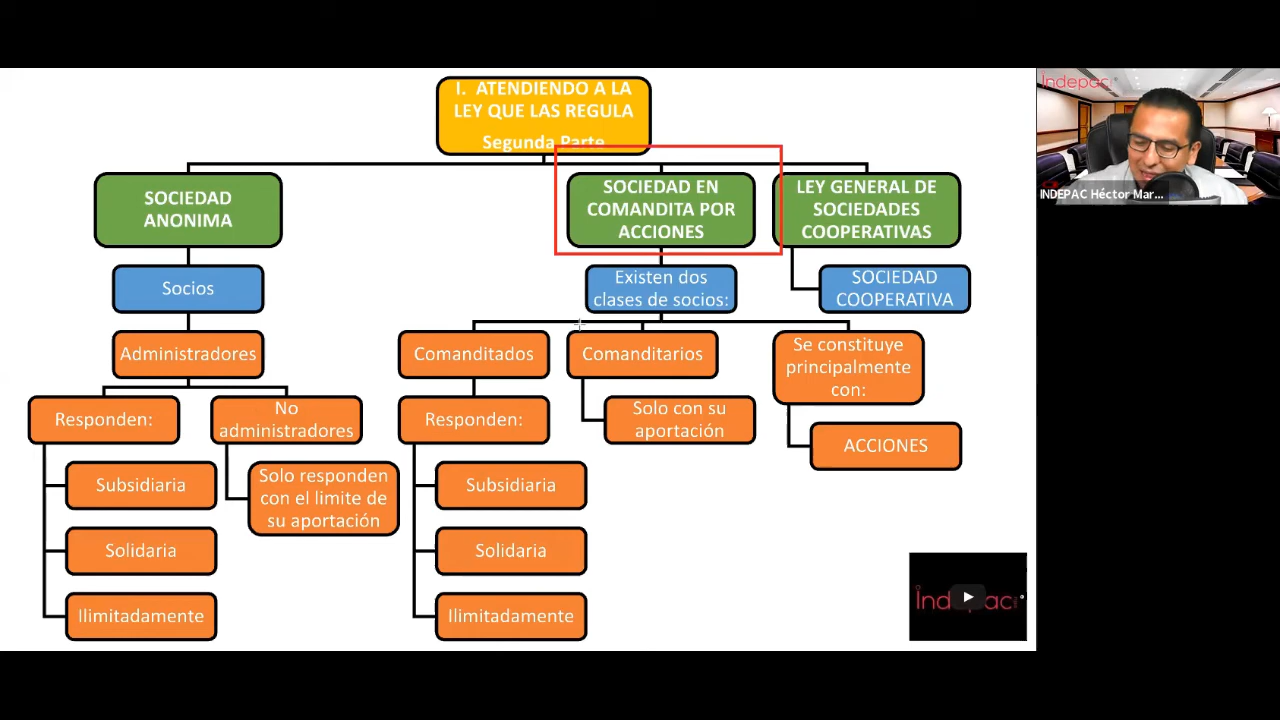 I. ATENDIENDO A LA
LEY QUE LAS REGULA
Segunda Parte
SOCIEDAD
ANONIMA
Socios
Administradores
Responden:
Subsidiaria
Solidaria
Ilimitadamente
No
administradores
Solo responden
con el limite de
su aportación
SOCIEDAD EN
COMANDITA POR
ACCIONES
Existen dos
clases de socios:
Comanditados
Responden:
Subsidiaria
Solidaria
Ilimitadamente
Comanditarios
Solo con su
aportación
Se constituye
principalmente
con:
ACCIONES
LEY GENERAL DE
SOCIEDADES
COOPERATIVAS
SOCIEDAD
COOPERATIVA
Indepac
INDEPAC Héctor Mar...
Indepac